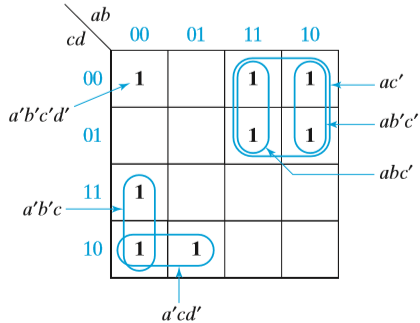 ab
cd
00 01 11 10
00 1 1 1 ac′
a′b′c′d′
01 1 1 ab′c′
abc′
11 1
a′b′c
10 1 1
a′cd′